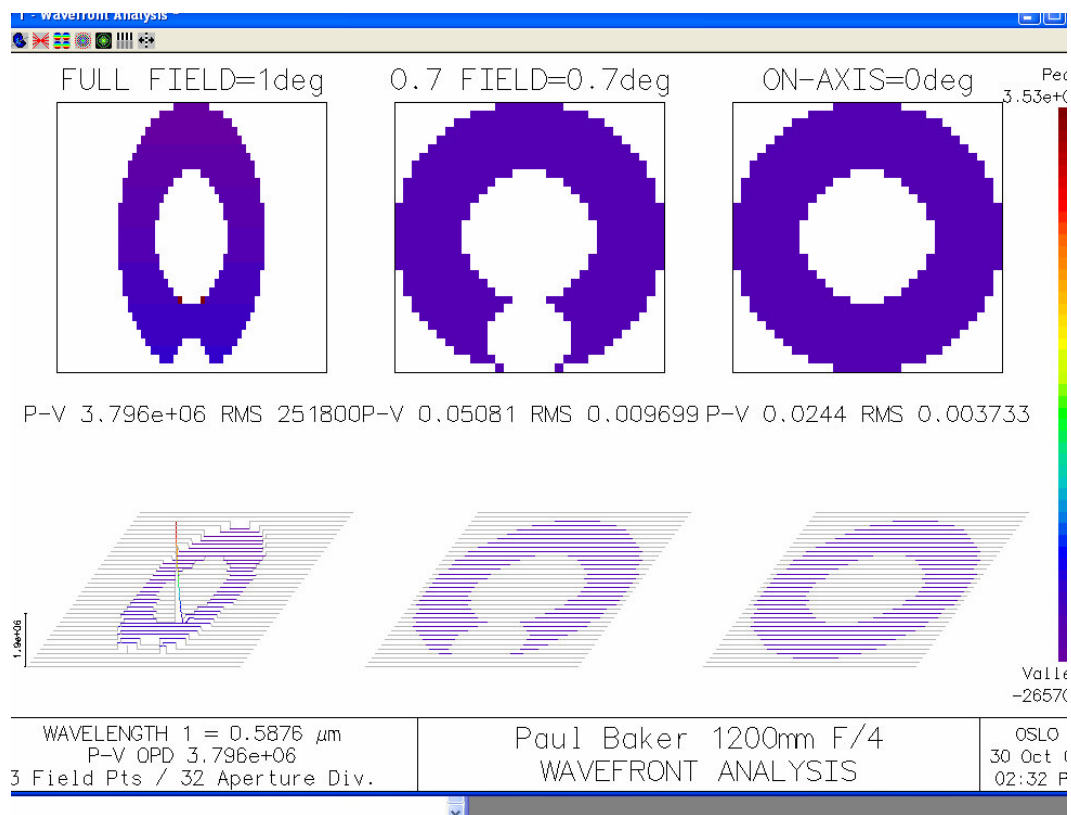 Wavefront Analysis
FULL FIELD=1deg
0.7 FIELD=0.7deg
ON-AXIS=0deg
3.53e+0
P-V 3.796e+06 RMS 251800
P-V 0.05081 RMS 0.009699
P-V 0.0244 RMS 0.003733
1.9e+06
WAVELENGTH 1 = 0.5876 μm
P-V OPD 3.796e+06
3 Field Pts / 32 Aperture Div.
Paul Baker 1200mm F/4
WAVEFRONT ANALYSIS
OSLO
30 Oct
02:32